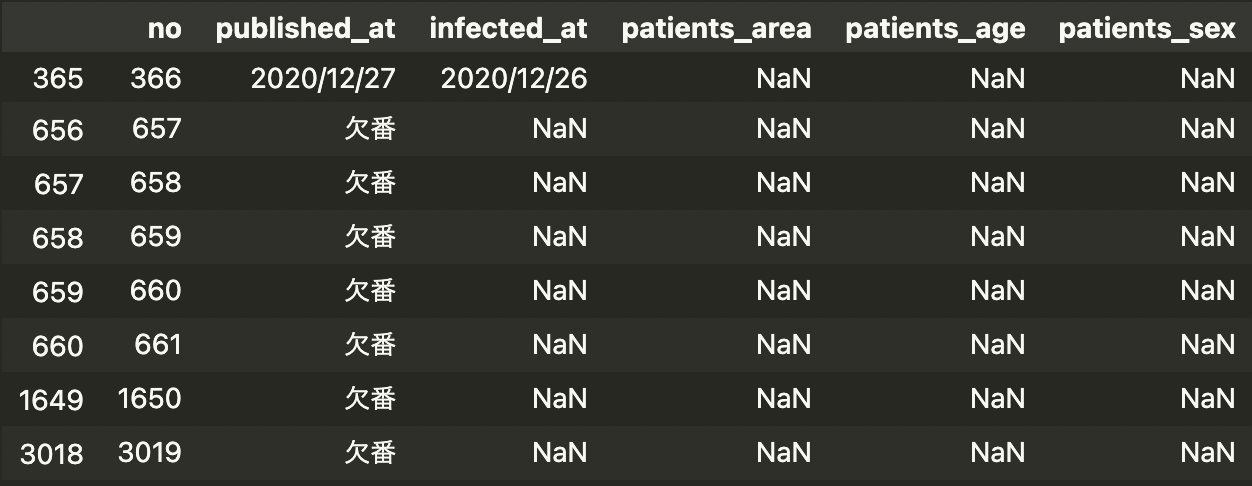 no published_at infected_at patients_area patients_age patients_sex
365 366 2020/12/27 2020/12/26 NaN NaN NaN
656 657 欠番 NaN NaN NaN NaN
657 658 欠番 NaN NaN NaN NaN
658 659 欠番 NaN NaN NaN NaN
659 660 欠番 NaN NaN NaN NaN
660 661 欠番 NaN NaN NaN NaN
1649 1650 欠番 NaN NaN NaN NaN
3018 3019 欠番 NaN NaN NaN NaN